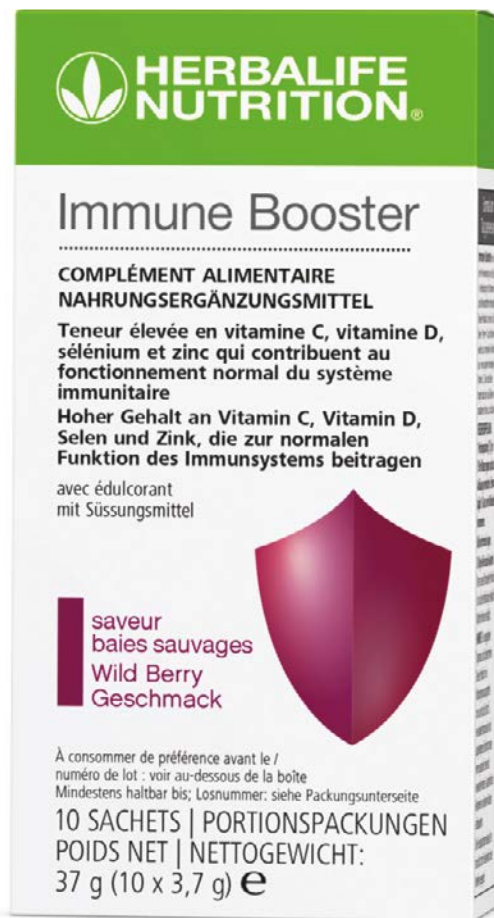 HERBALIFE
NUTRITION®
Immune Booster
COMPLÉMENT ALIMENTAIRE
NAHRUNGSERGÄNZUNGSMITTEL
Teneur élevée en vitamine C, vitamine D,
sélénium et zinc qui contribuent au
fonctionnement normal du système
immunitaire
Hoher Gehalt an Vitamin C, Vitamin D,
Selen und Zink, die zur normalen
Funktion des Immunsystems beitragen
avec édulcorant
mit Süssungsmittel
saveur
baies sauvages
Wild Berry
Geschmack
À consommer de préférence avant le /
numéro de lot : voir au-dessous de la boîte
Mindestens haltbar bis; Losnummer: siehe Packungsunterseite
10 SACHETS | PORTIONSPACKUNGEN
POIDS NET | NETTOGEWICHT:
37 g (10 x 3,7 g) ℮